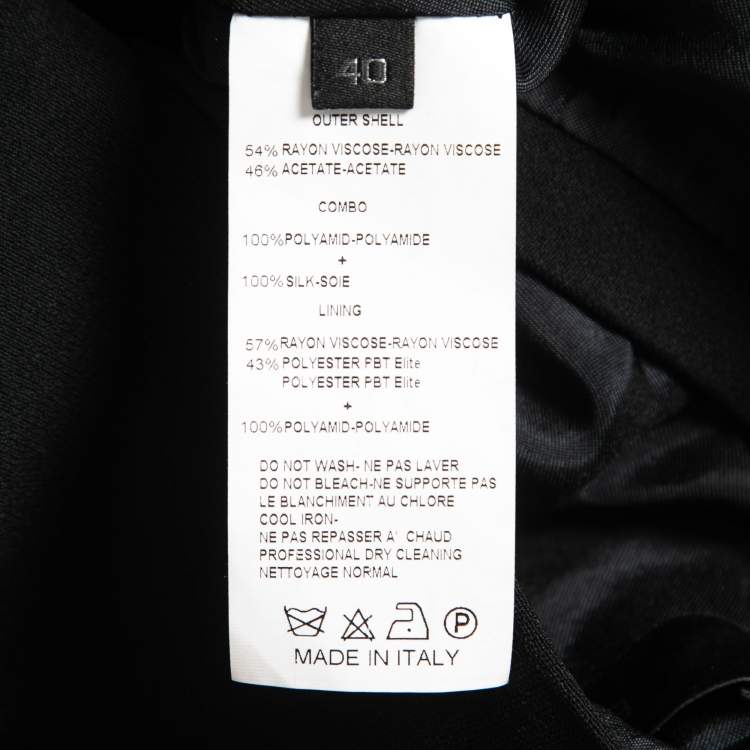 40
OUTER SHELL
54% RAYON VISCOSE-RAYON VISCOSE
46% ACETATE-ACETATE
COMBO
100%POLYAMID-POLYAMIDE
+
100% SILK-SOIE
LINING
57% RAYON VISCOSE-RAYON VISCOSE
43% POLYESTER PBT Elite
POLYESTER PBT Elite
+
100% POLYAMID-POLYAMIDE
DO NOT WASH- NE PAS LAVER
DO NOT BLEACH-NE SUPPORTE PAS
LE BLANCHIMENT AU CHLORE
COOL IRON-
NE PAS REPASSER A' CHAUD
PROFESSIONAL DRY CLEANING
NETTOYAGE NORMAL
P
MADE IN ITALY